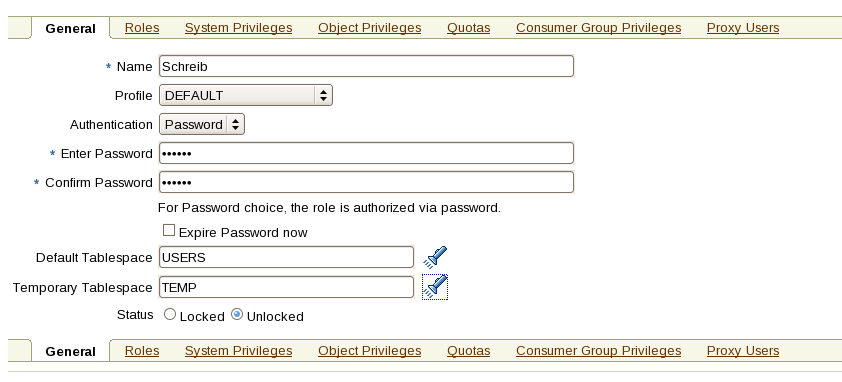 General Roles System Privileges Object Privileges Quotas Consumer Group Privileges Proxy Users
* Name Schreib
Profile DEFAULT
Authentication Password
* Enter Password ••••••
* Confirm Password ••••••
For Password choice, the role is authorized via password.
Expire Password now
Default Tablespace USERS
Temporary Tablespace TEMP
Status Locked Unlocked
General Roles System Privileges Object Privileges Quotas Consumer Group Privileges Proxy Users